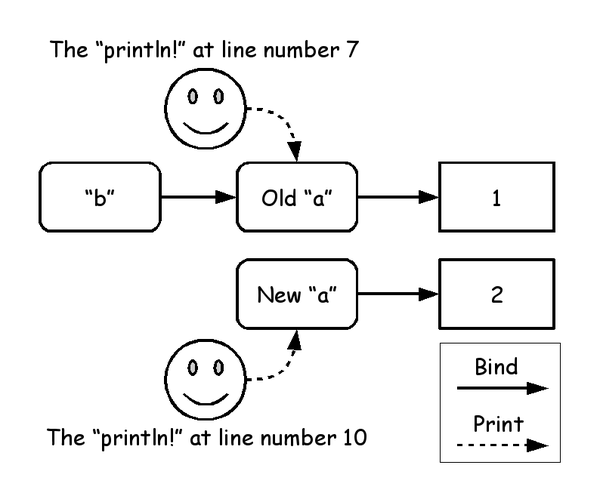 The “println!” at line number 7
“b”
Old “a”
1
New “a”
2
The “println!” at line number 10
Bind
Print